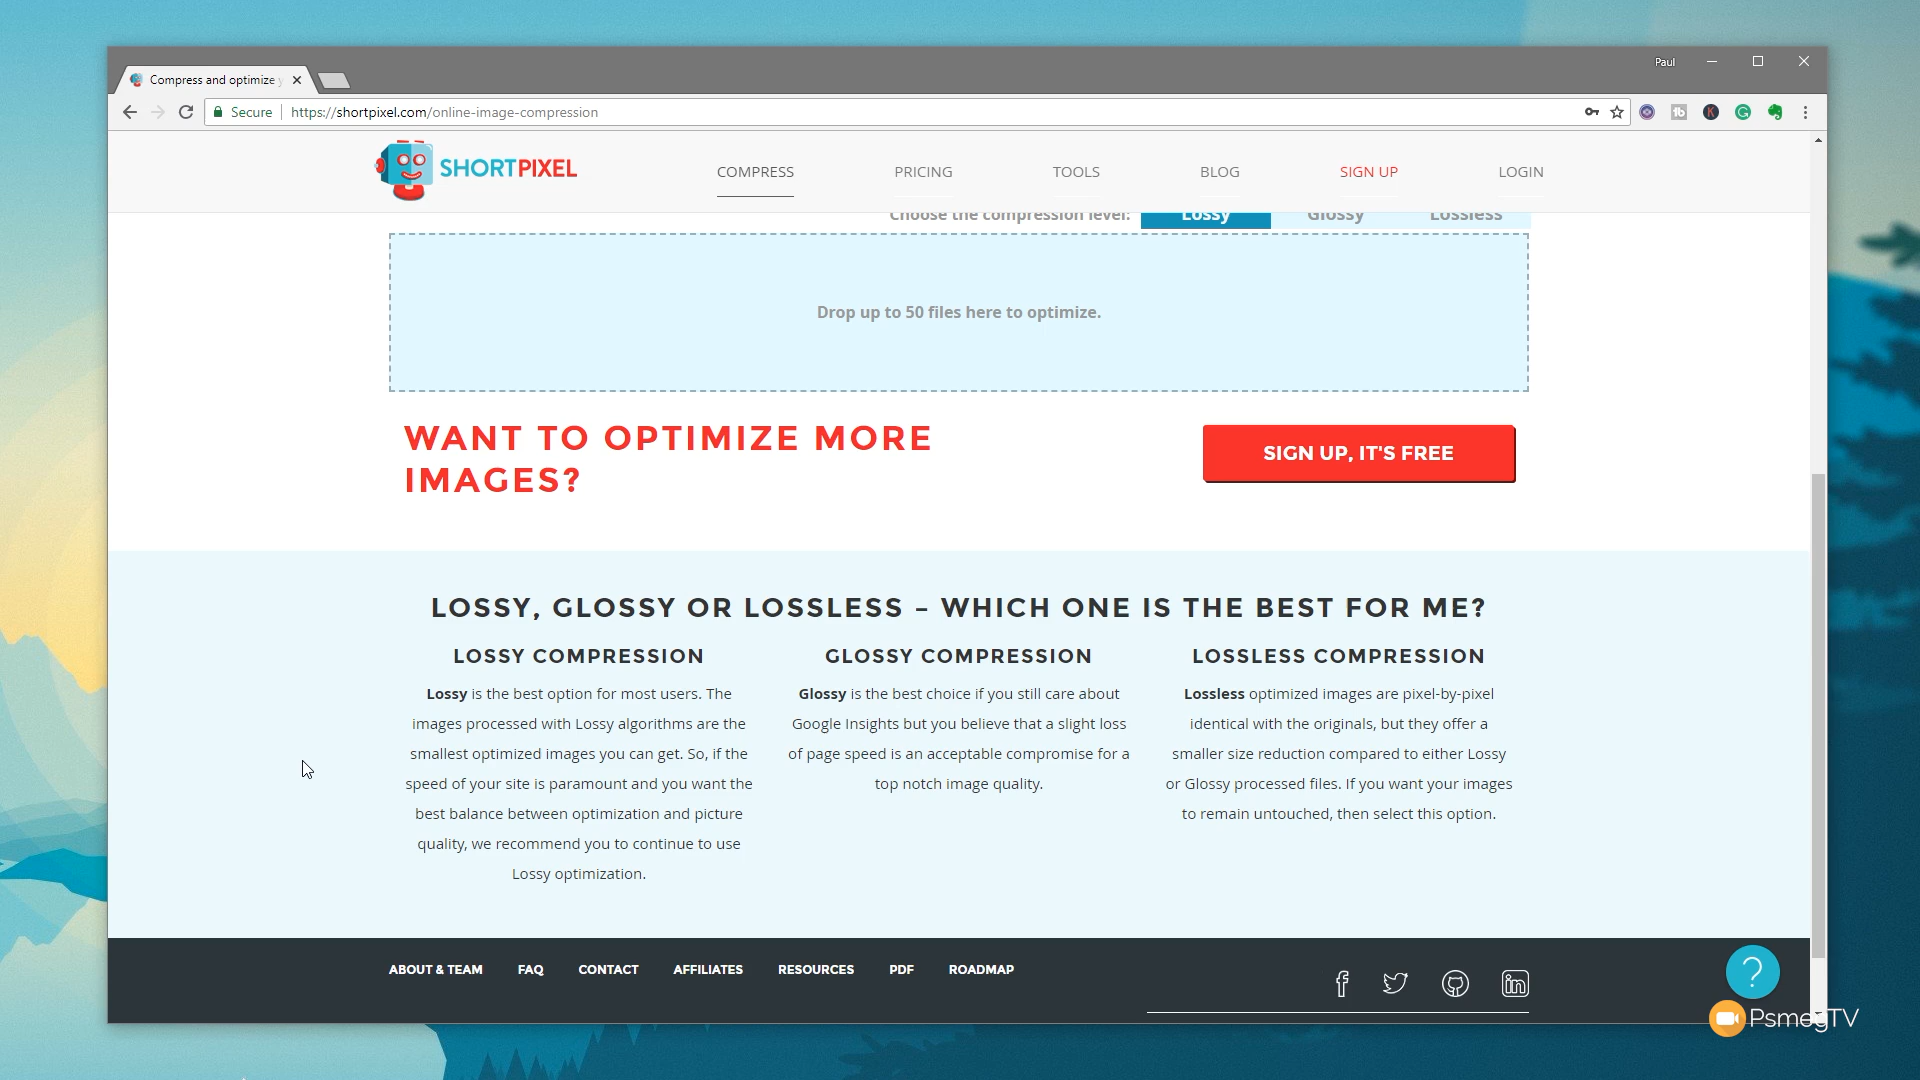 Paul
Compress and optimize y
Secure
https://shortpixel.com/online-image-compression
SHORTPIXEL
COMPRESS
PRICING
TOOLS
BLOG
SIGN UP
LOGIN
Choose the compression level:
Lossy
Glossy
Lossless
Drop up to 50 files here to optimize.
WANT TO OPTIMIZE MORE
IMAGES?
SIGN UP, IT'S FREE
LOSSY, GLOSSY OR LOSSLESS – WHICH ONE IS THE BEST FOR ME?
LOSSY COMPRESSION
Lossy is the best option for most users. The
images processed with Lossy algorithms are the
smallest optimized images you can get. So, if the
speed of your site is paramount and you want the
best balance between optimization and picture
quality, we recommend you to continue to use
Lossy optimization.
GLOSSY COMPRESSION
Glossy is the best choice if you still care about
Google Insights but you believe that a slight loss
of page speed is an acceptable compromise for a
top notch image quality.
LOSSLESS COMPRESSION
Lossless optimized images are pixel-by-pixel
identical with the originals, but they offer a
smaller size reduction compared to either Lossy
or Glossy processed files. If you want your images
to remain untouched, then select this option.
ABOUT & TEAM
FAQ
CONTACT
AFFILIATES
RESOURCES
PDF
ROADMAP
?
PsmegTV